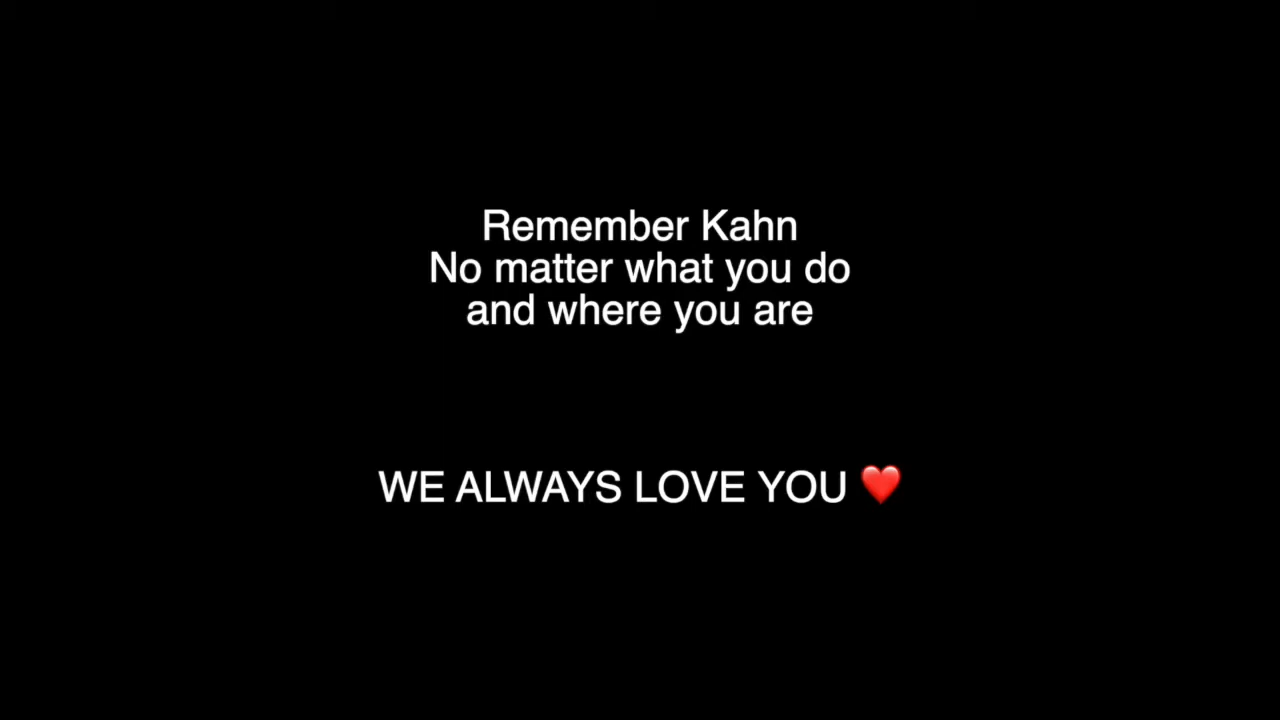 Remember Kahn
No matter what you do
and where you are
WE ALWAYS LOVE YOU ❤️